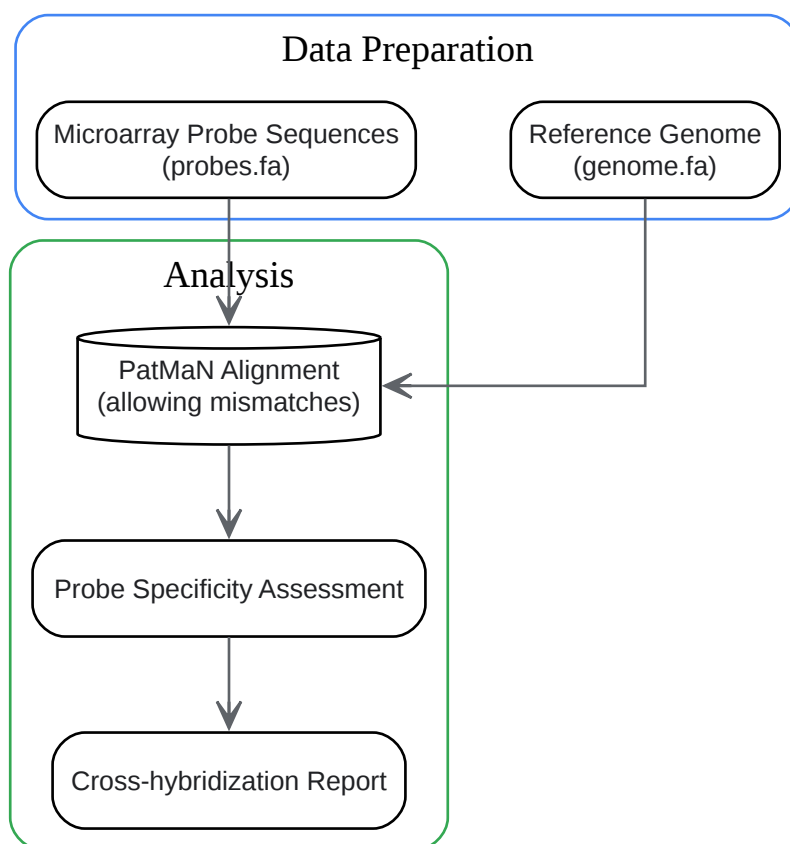 Data Preparation
Microarray Probe Sequences
(probes.fa)
Reference Genome
(genome.fa)
Analysis
PatMaN Alignment
(allowing mismatches)
Probe Specificity Assessment
Cross-hybridization Report